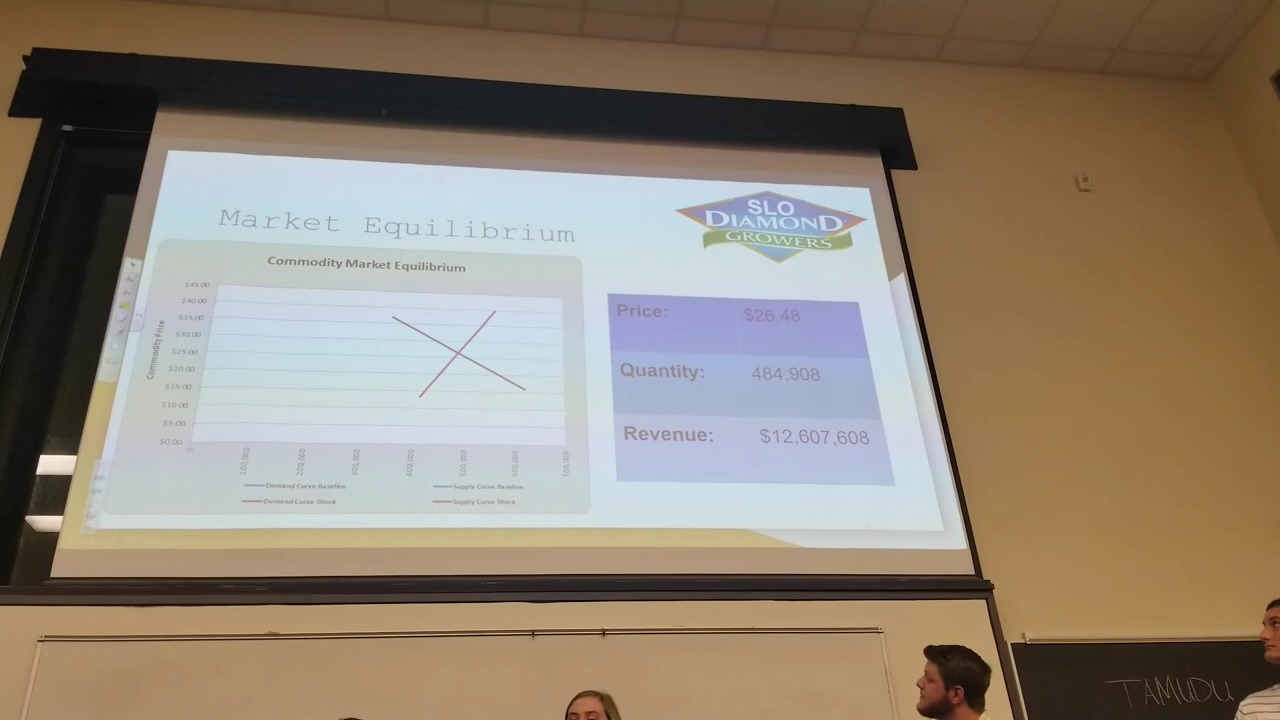 Market Equilibrium
SLO
DIAMOND
GROWERS
Commodity Market Equilibrium
Commodity Price
$45.00
$40.00
$35.00
$30.00
$25.00
$20.00
$15.00
$10.00
$5.00
$0.00
100,000
200,000
300,000
400,000
500,000
600,000
700,000
Demand Curve Baseline
Supply Curve Baseline
Demand Curve Shock
Supply Curve Shock
Price: $26.48
Quantity: 484,908
Revenue: $12,607,608
TAMUDU